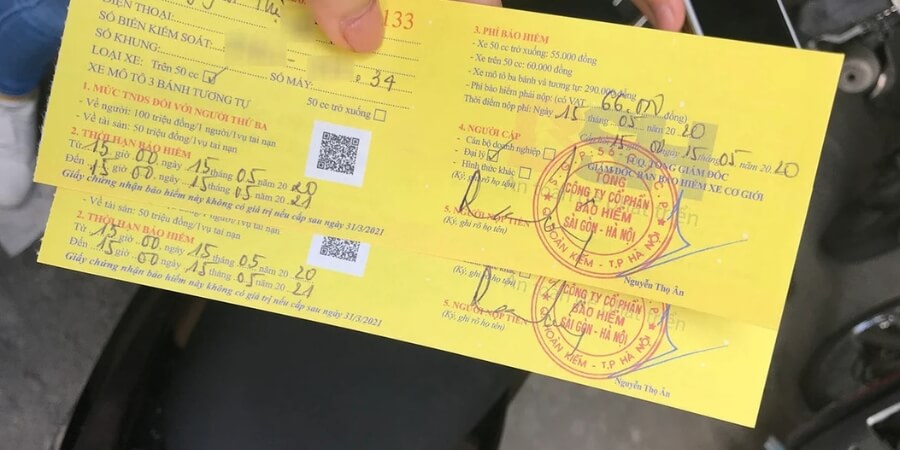 133
ĐIỆN THOẠI:
SỐ BIỂN KIỂM SOÁT:
SỐ KHUNG:
e 34
LOẠI XE: Trên 50 cc ☑ SỐ MÁY:
XE MÔ TÔ 3 BÁNH TƯƠNG TỰ 50 cc trở xuống
1. MỨC TNDS ĐỐI VỚI NGƯỜI THỨ BA
- Về người: 100 triệu đồng/1 người/1vụ tai nạn
- Về tài sản: 50 triệu đồng/1vụ tai nạn
2. THỜI HẠN BẢO HIỂM
Từ 15 giờ 00, ngày 15 tháng 05 năm 20 20
Đến 15 giờ 00, ngày 15 tháng 05 năm 20 21
Giấy chứng nhận bảo hiểm này không có giá trị nếu cấp sau ngày 31/3/2021
3. PHÍ BẢO HIỂM
- Xe 50 cc trở xuống: 55.000 đồng
- Xe trên 50 cc: 60.000 đồng
- Xe mô tô ba bánh và tương tự: 290.000 đồng
- Phí bảo hiểm phải nộp: (có VAT 66.000 đồng)
Thời điểm nộp phí: Ngày 15 tháng 05 năm 20 20
4. NGƯỜI CẤP
15 00 ngày 15 tháng 05 năm 20 20
- Cán bộ doanh nghiệp
- Đại lý
- Hình thức khác
(Ký, ghi rõ họ tên)
TỔNG GIÁM ĐỐC
GIÁM ĐỐC BAN BẢO HIỂM XE CƠ GIỚI
TỔNG
CÔNG TY CỔ PHẦN
BẢO HIỂM
SÀI GÒN - HÀ NỘI
Q. HOÀN KIẾM - T.P HÀ NỘI
(Ký, ghi rõ họ tên)
Nguyễn Thọ Ân
- Về tài sản: 50 triệu đồng/1vụ tai nạn
2. THỜI HẠN BẢO HIỂM
Từ 15 giờ 00, ngày 15 tháng 05 năm 20 20
Đến 15 giờ 00, ngày 15 tháng 05 năm 20 21
Giấy chứng nhận bảo hiểm này không có giá trị nếu cấp sau ngày 31/3/2021
5. NGƯỜI NỘP TIỀN
(Ký, ghi rõ họ tên)
CÔNG TY CỔ PHẦN
BẢO HIỂM
SÀI GÒN - HÀ NỘI
Q. HOÀN KIẾM - T.P HÀ NỘI
Nguyễn Thọ Ân